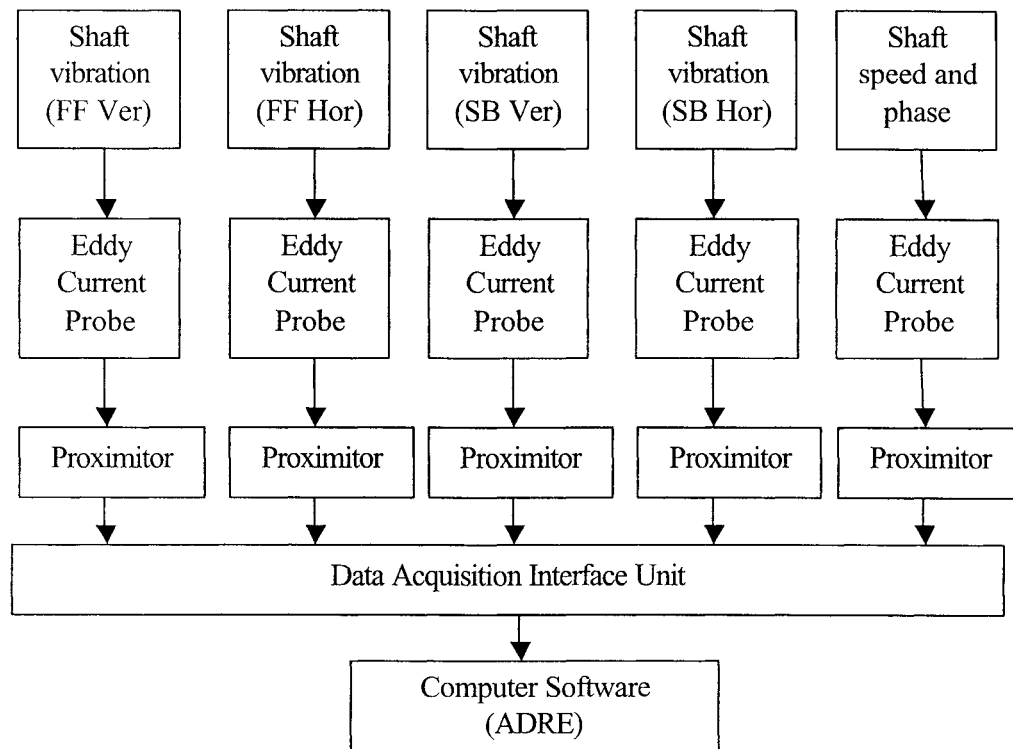 Shaft
vibration
(FF Ver)
Shaft
vibration
(FF Hor)
Shaft
vibration
(SB Ver)
Shaft
vibration
(SB Hor)
Shaft
speed and
phase
Eddy
Current
Probe
Eddy
Current
Probe
Eddy
Current
Probe
Eddy
Current
Probe
Eddy
Current
Probe
Proximitor
Proximitor
Proximitor
Proximitor
Proximitor
Data Acquisition Interface Unit
Computer Software
(ADRE)